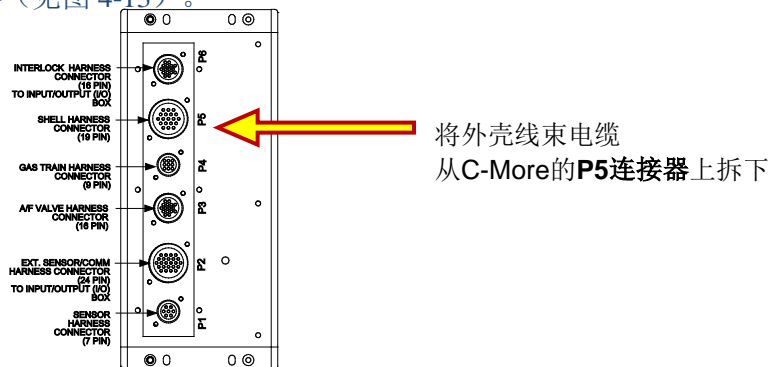 （见图 4-13）。
INTERLOCK HARNESS
CONNECTOR
(16 PIN)
TO INPUT/OUTPUT (I/O)
BOX
P6
SHELL HARNESS
CONNECTOR
(19 PIN)
P5
将外壳线束电缆
从C-More的P5连接器上拆下
GAS TRAIN HARNESS
CONNECTOR
(9 PIN)
P4
A/F VALVE HARNESS
CONNECTOR
(16 PIN)
P3
EXT. SENSOR/COMM
HARNESS CONNECTOR
(24 PIN)
TO INPUT/OUTPUT (I/O)
BOX
P2
SENSOR
HARNESS
CONNECTOR
(7 PIN)
P1